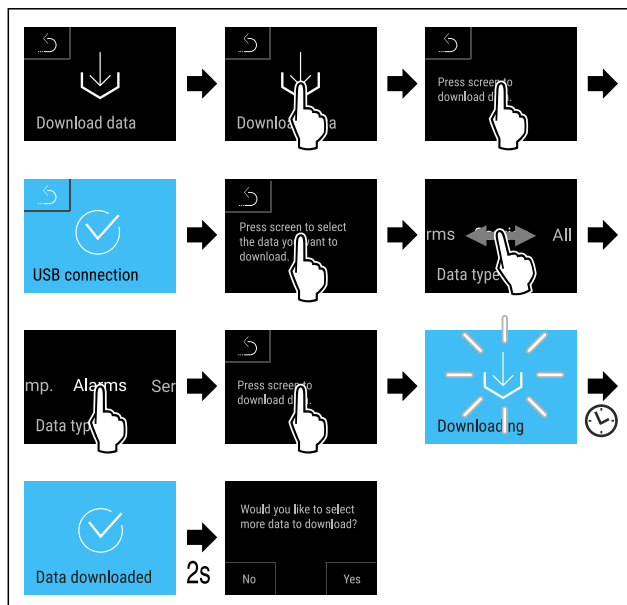 Download data
Downlo a
Press screen to
download d .
USB connection
Press screen to select
the data yo want to
download.
rms All
Data type
mp. Alarms Ser
Data typ
Press screen to
download d .
Downloading
Data downloaded
2s
Would you like to select
more data to download?
No Yes